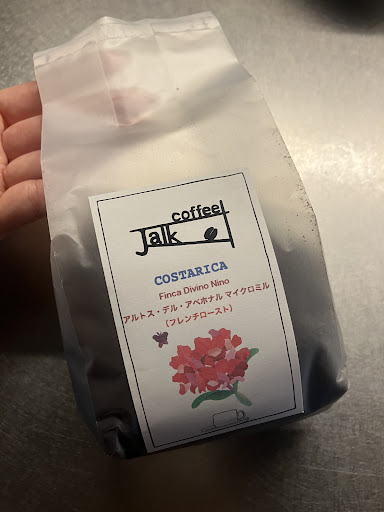 coffee
Jalk
COSTARICA
Finca Divino Nino
アルトス・デル・アベホナル マイクロミル
（フレンチロースト）